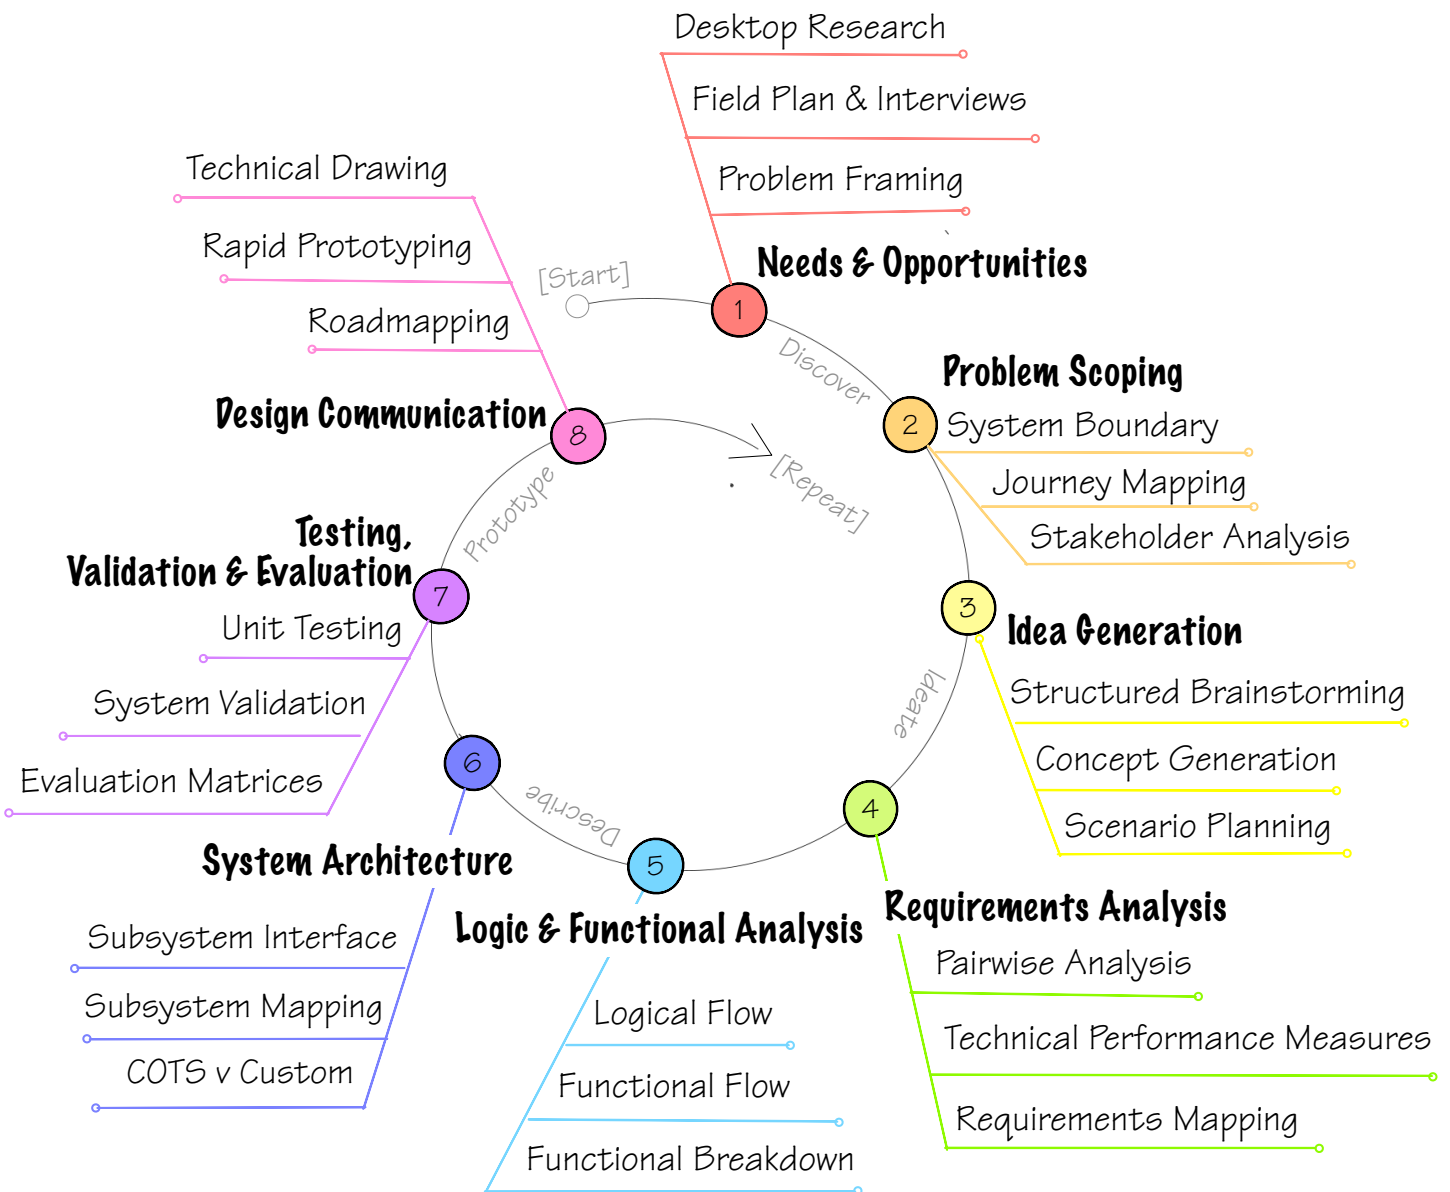 Desktop Research
Field Plan & Interviews
Problem Framing
Needs & Opportunities
[Start]
1
Discover
Problem Scoping
2
System Boundary
Journey Mapping
Stakeholder Analysis
3
Idea Generation
Structured Brainstorming
Concept Generation
Scenario Planning
Ideate
4
Requirements Analysis
Pairwise Analysis
Technical Performance Measures
Requirements Mapping
5
Logic & Functional Analysis
Logical Flow
Functional Flow
Functional Breakdown
Describe
6
System Architecture
Subsystem Interface
Subsystem Mapping
COTS v Custom
Testing,
Validation & Evaluation
7
Unit Testing
System Validation
Evaluation Matrices
Prototype
Technical Drawing
Rapid Prototyping
Roadmapping
Design Communication
8
[Repeat]